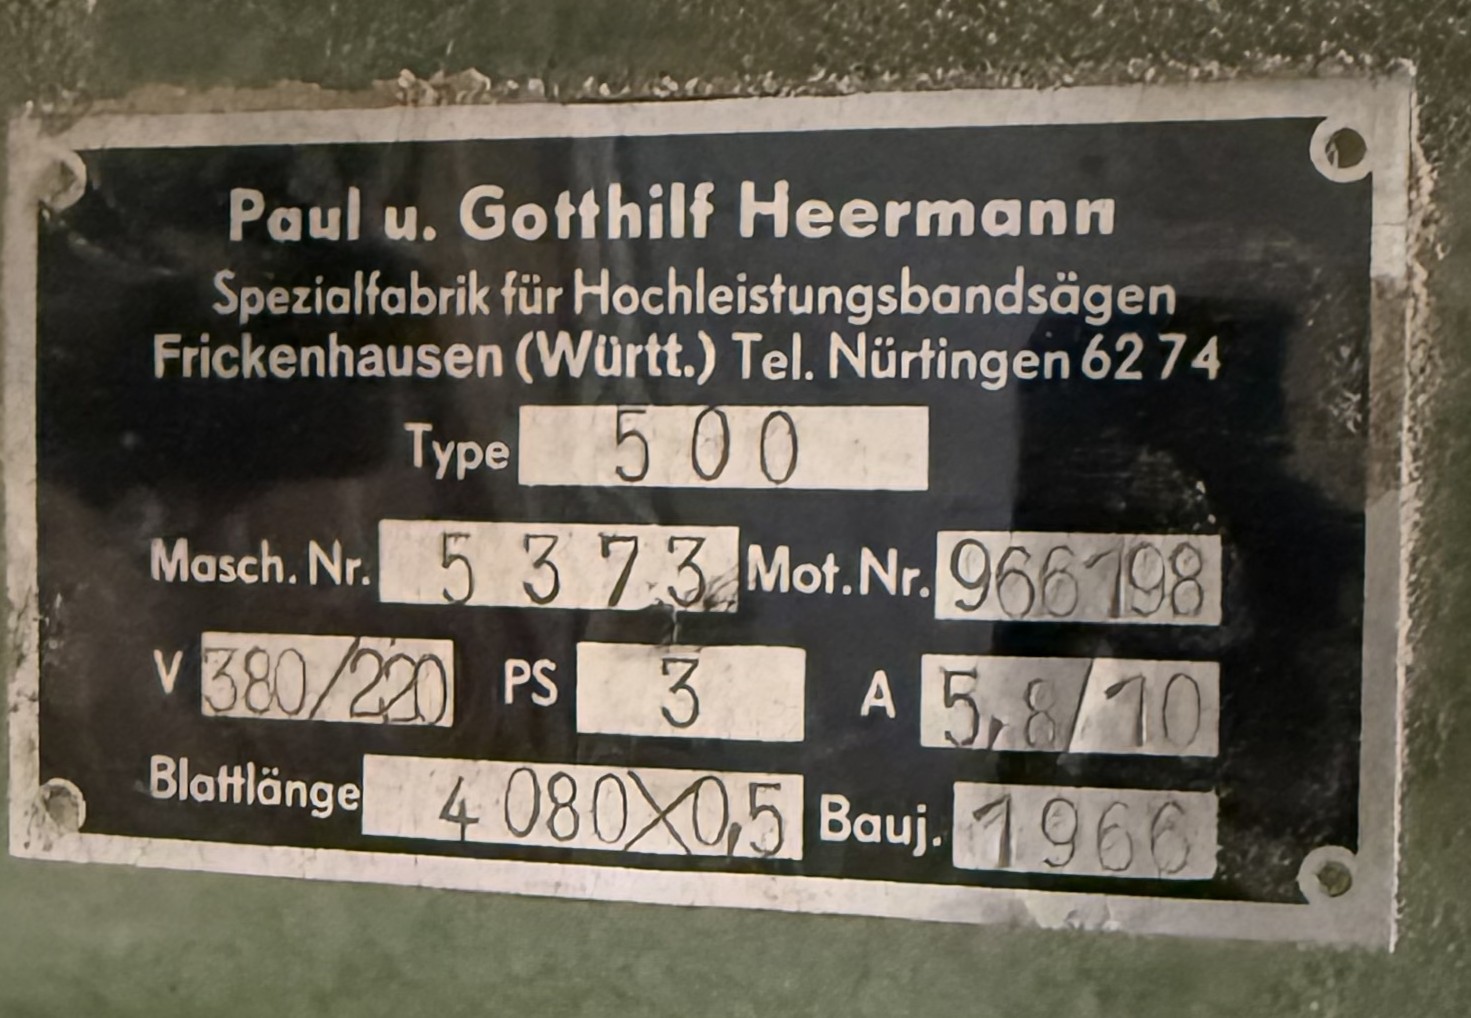 Paul u. Gotthilf Heermann
Spezialfabrik für Hochleistungsbandsägen
Frickenhausen (Württ.) Tel. Nürtingen 62 74
Type 500
Masch. Nr. 5373 Mot. Nr. 966198
V 380/220 PS 3 A 5,8/10
Blattlänge 4080X0,5 Bauj. 1966